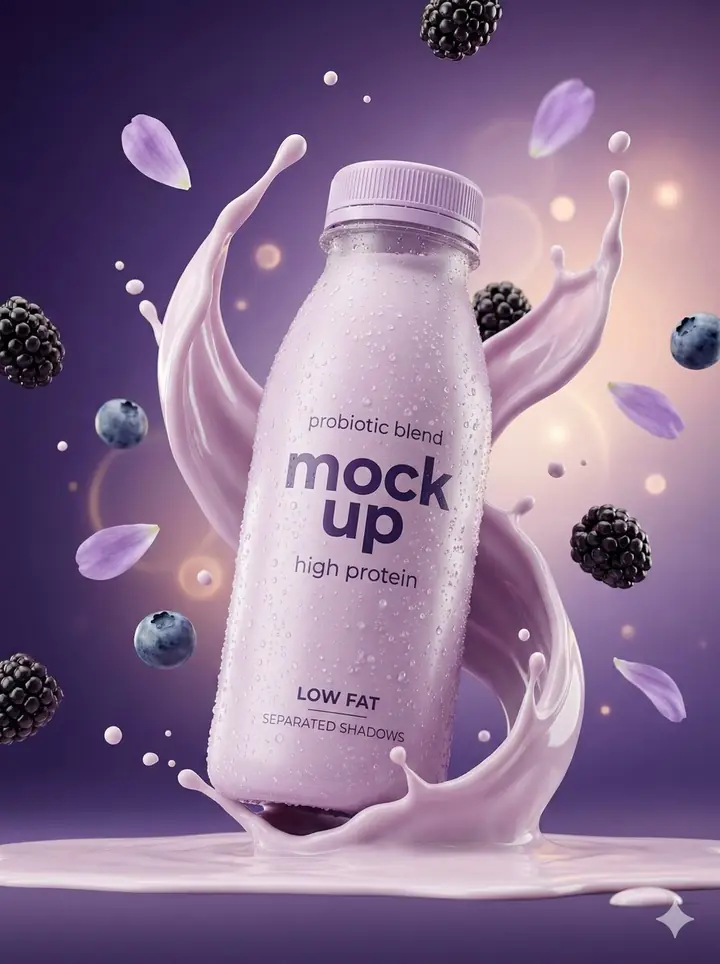 probiotic blend
mock
up
high protein
LOW FAT
SEPARATED SHADOWS